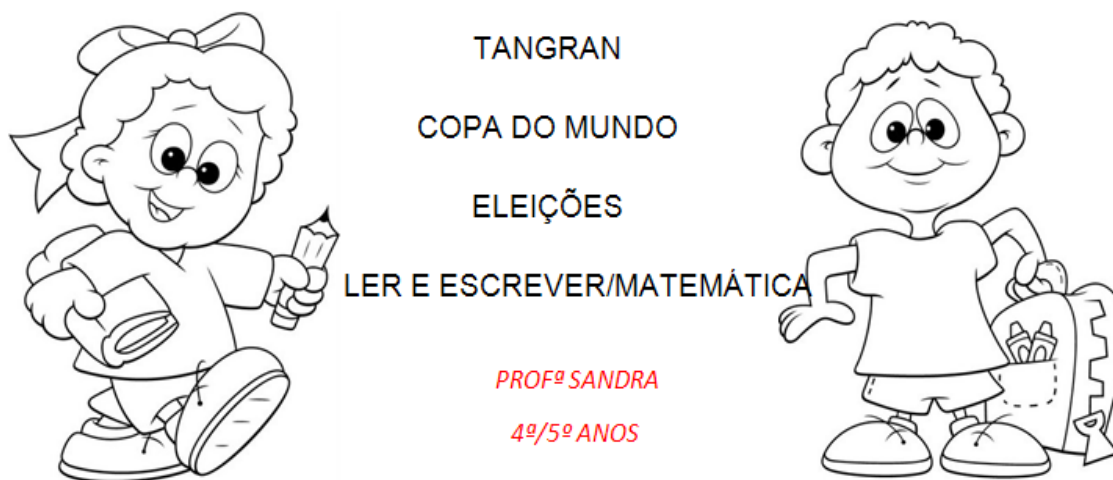 TANGRAN
COPA DO MUNDO
ELEIÇÕES
LER E ESCREVER/MATEMÁTICA
PROFª SANDRA
4º/5º ANOS